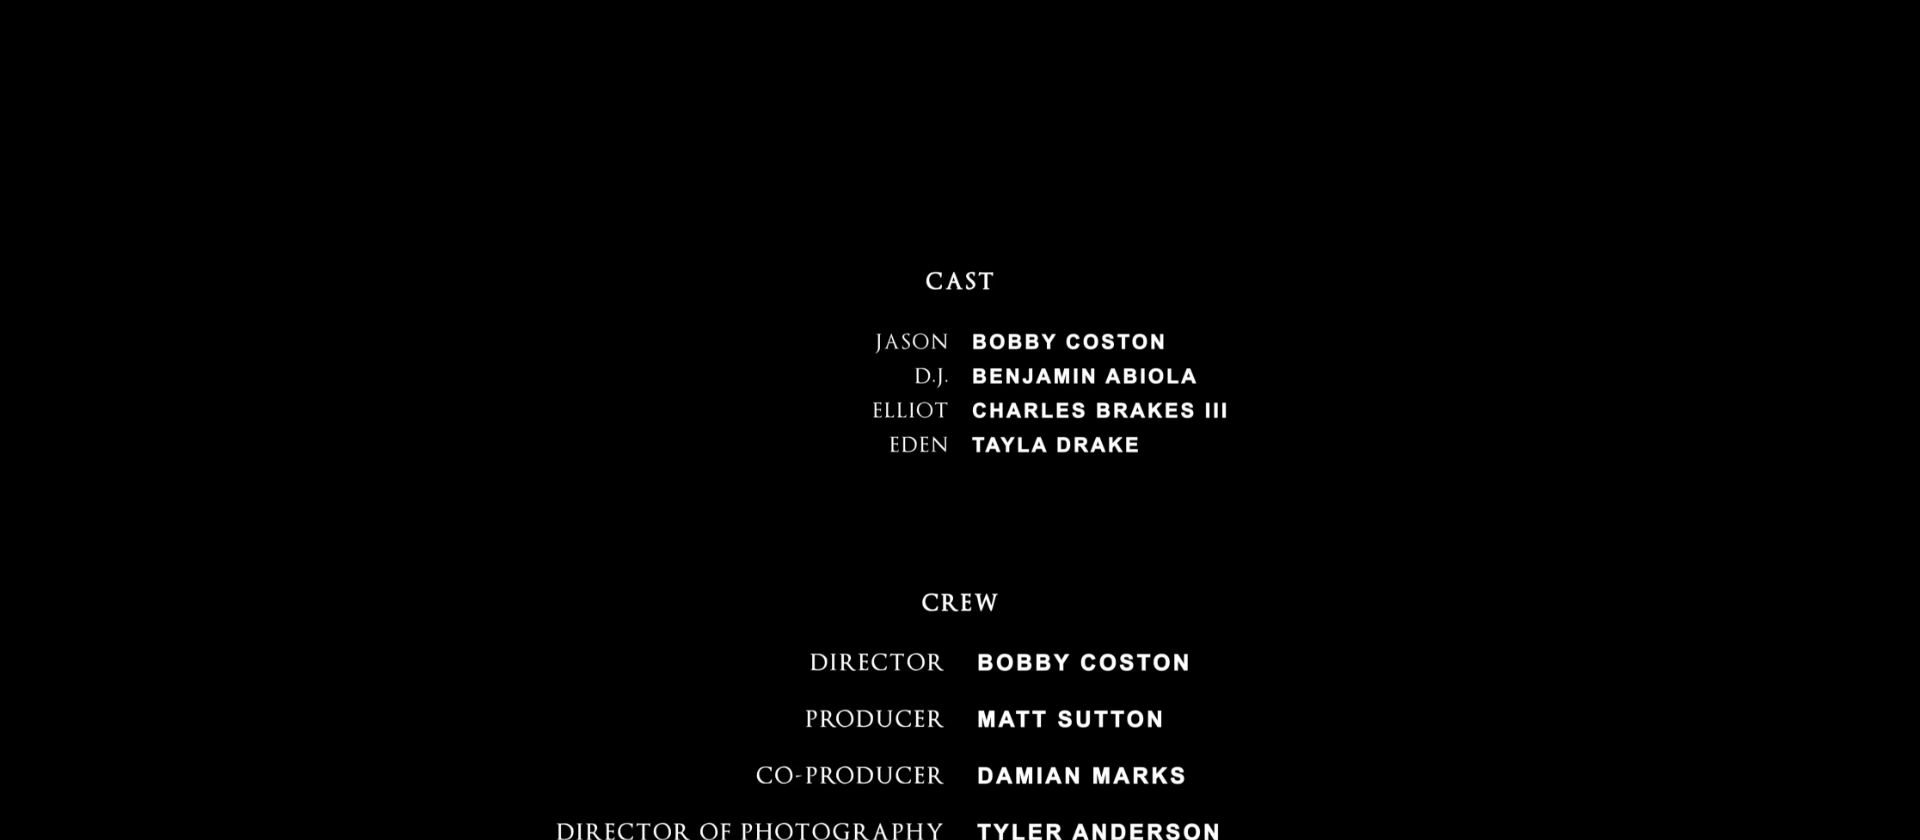 CAST
JASON BOBBY COSTON
D.J. BENJAMIN ABIOLA
ELLIOT CHARLES BRAKES III
EDEN TAYLA DRAKE
CREW
DIRECTOR BOBBY COSTON
PRODUCER MATT SUTTON
CO-PRODUCER DAMIAN MARKS
DIRECTOR OF PHOTOGRAPHY TYLER ANDERSON